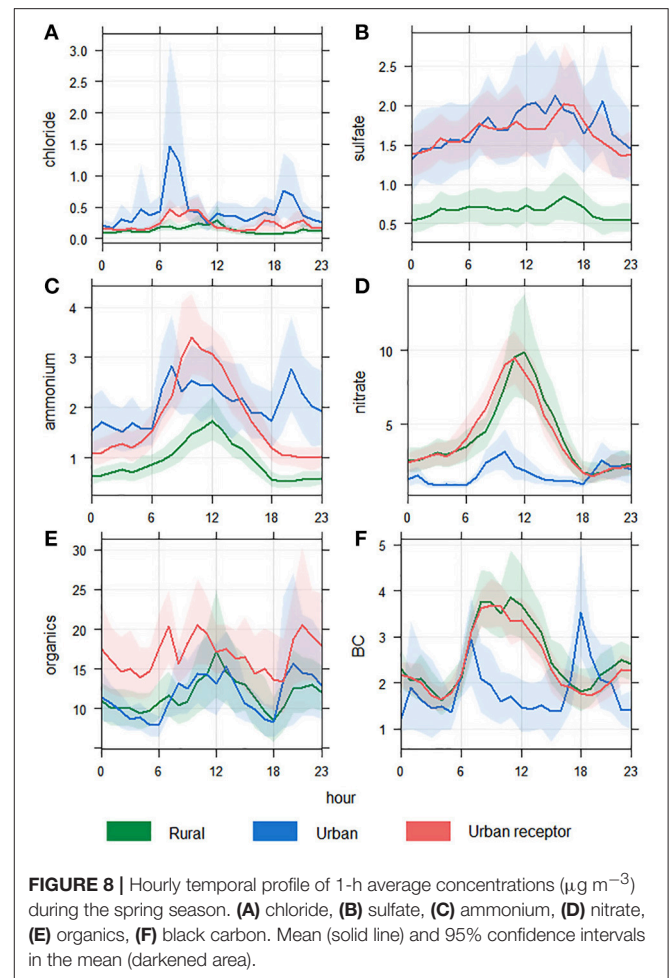 A
B
chloride
3.0
2.5
2.0
1.5
1.0
0.5
0.0
0 6 12 18 23
sulfate
2.5
2.0
1.5
1.0
0.5
0 6 12 18 23
C
D
ammonium
4
3
2
1
0 6 12 18 23
nitrate
10
5
0 6 12 18 23
E
F
organics
30
25
20
15
10
0 6 12 18 23
BC
5
4
3
2
1
0 6 12 18 23
hour
Rural Urban Urban receptor
FIGURE 8 | Hourly temporal profile of 1-h average concentrations (μg m−3)
during the spring season. (A) chloride, (B) sulfate, (C) ammonium, (D) nitrate,
(E) organics, (F) black carbon. Mean (solid line) and 95% confidence intervals
in the mean (darkened area).